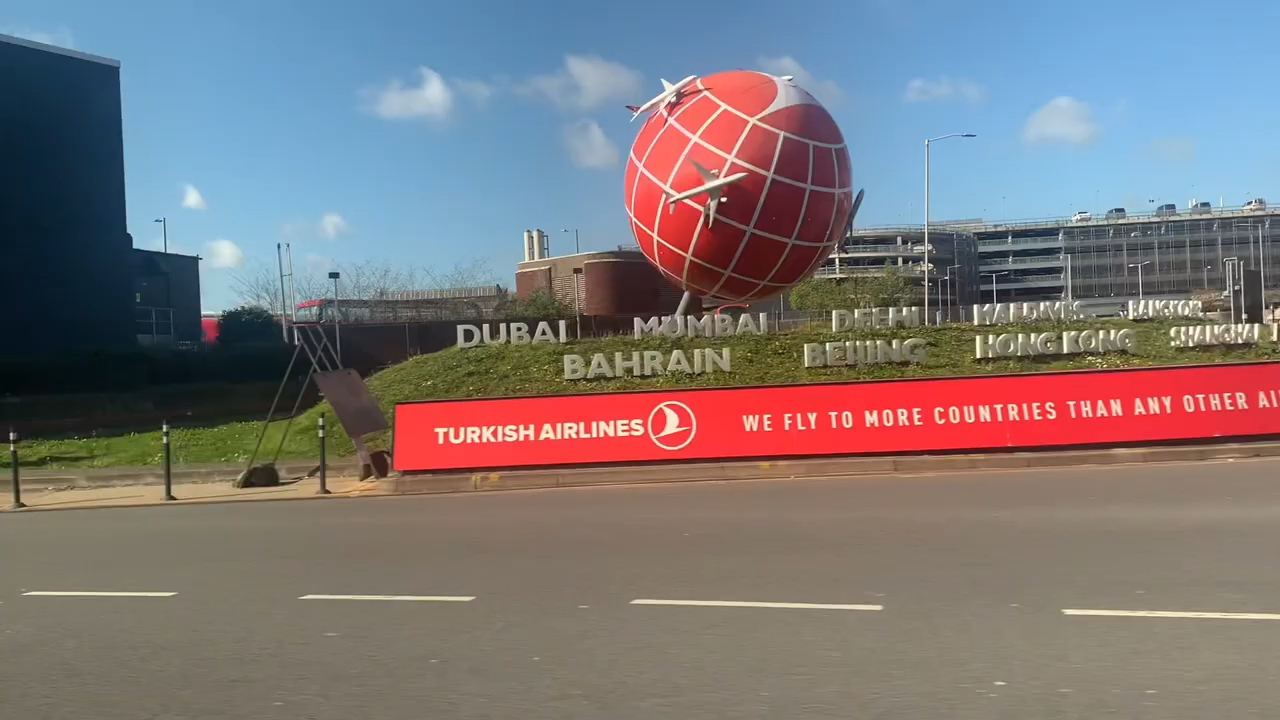 DUBAI MUMBAI DELHI MALDIVES BANGKOK
BAHRAIN BEIJING HONG KONG SHANGHAI
TURKISH AIRLINES WE FLY TO MORE COUNTRIES THAN ANY OTHER